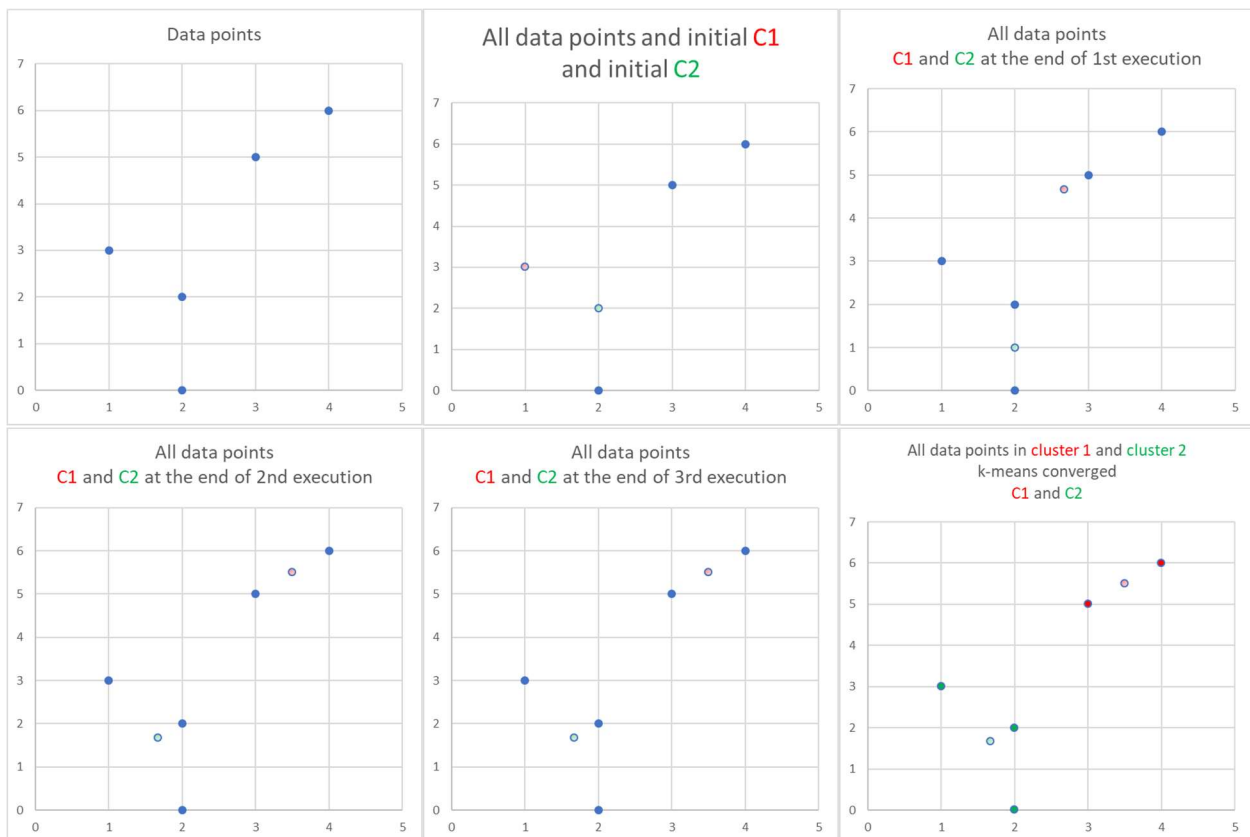 Data points
7
6
5
4
3
2
1
0
0 1 2 3 4 5
All data points and initial C1
and initial C2
7
6
5
4
3
2
1
0
0 1 2 3 4 5
All data points
C1 and C2 at the end of 1st execution
7
6
5
4
3
2
1
0
0 1 2 3 4 5
All data points
C1 and C2 at the end of 2nd execution
7
6
5
4
3
2
1
0
0 1 2 3 4 5
All data points
C1 and C2 at the end of 3rd execution
7
6
5
4
3
2
1
0
0 1 2 3 4 5
All data points in cluster 1 and cluster 2
k-means converged
C1 and C2
7
6
5
4
3
2
1
0
0 1 2 3 4 5